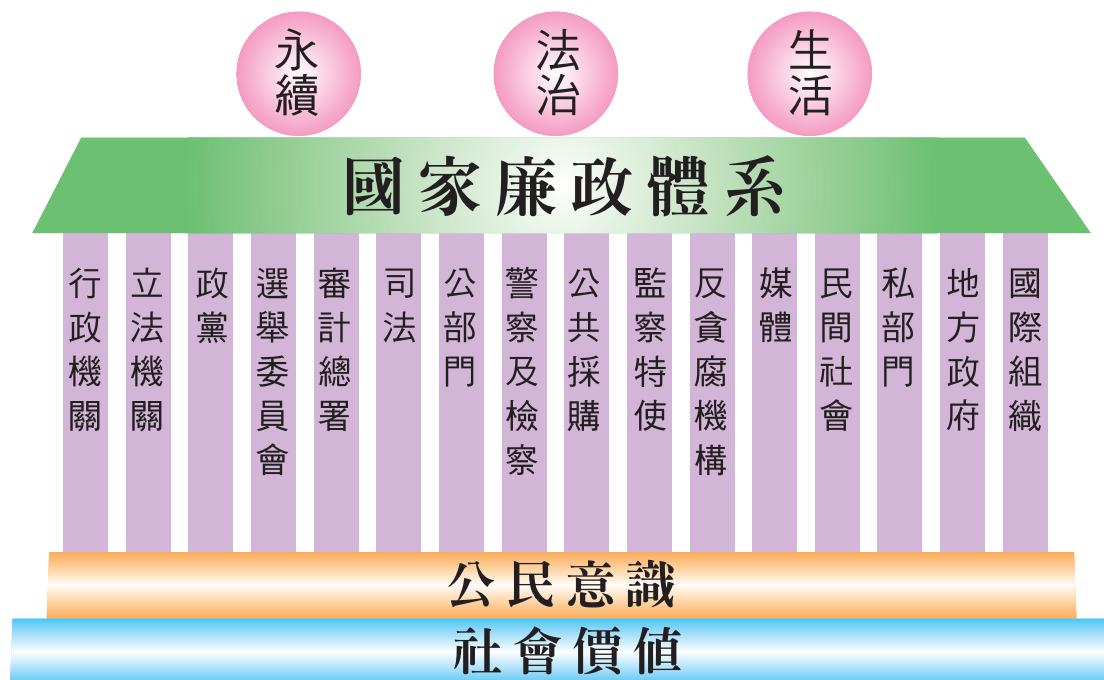 永續
法治
生活
國家廉政體系
行政機關
立法機關
政黨
選舉委員會
審計總署
司法
公部門
警察及檢察
公共採購
監察特使
反貪腐機構
媒體
民間社會
私部門
地方政府
國際組織
公民意識
社會價值